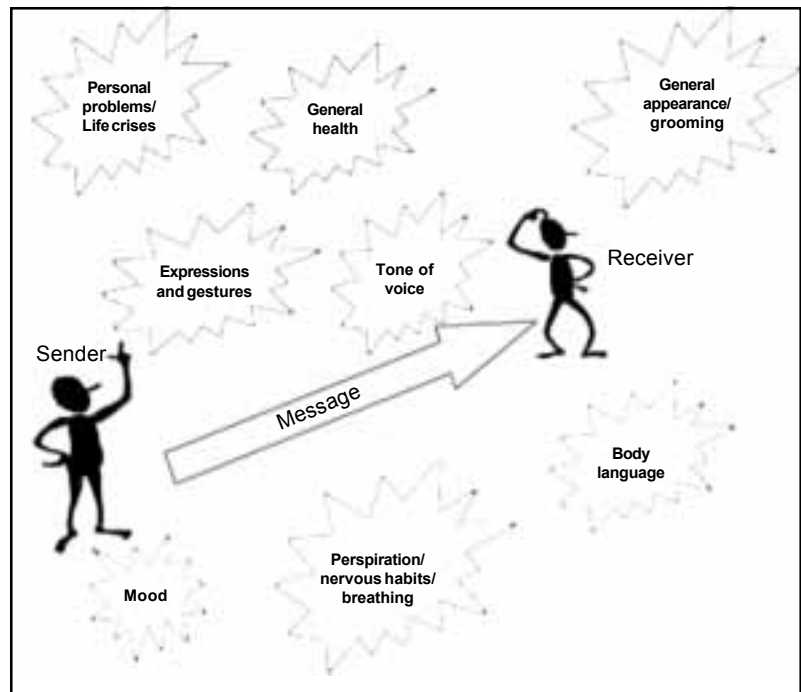 Personal
problems/
Life crises
General
health
General
appearance/
grooming
Expressions
and gestures
Tone of
voice
Receiver
Sender
Message
Body
language
Perspiration/
nervous habits/
breathing
Mood